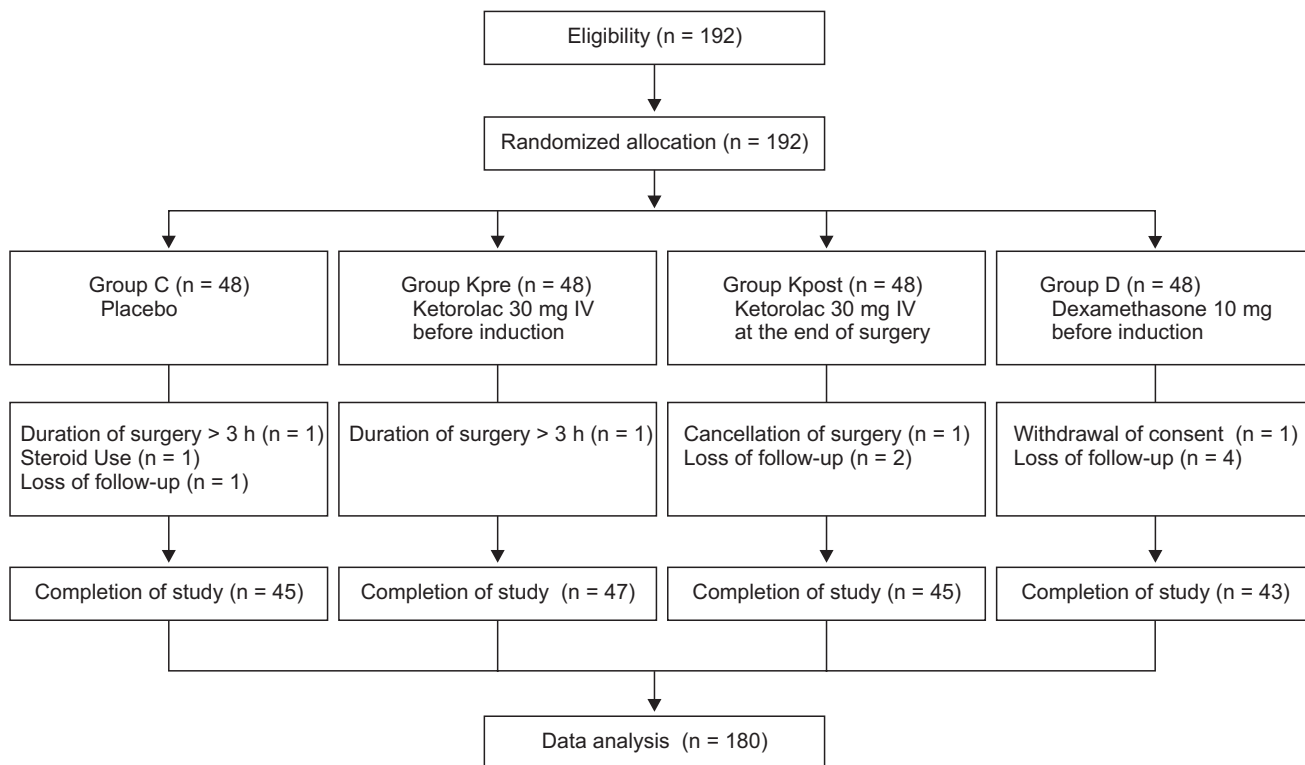 Eligibility (n = 192)
Randomized allocation (n = 192)
Group C (n = 48)
Placebo
Group Kpre (n = 48)
Ketorolac 30 mg IV
before induction
Group Kpost (n = 48)
Ketorolac 30 mg IV
at the end of surgery
Group D (n = 48)
Dexamethasone 10 mg
before induction
Duration of surgery > 3 h (n = 1)
Steroid Use (n = 1)
Loss of follow-up (n = 1)
Duration of surgery > 3 h (n = 1)
Cancellation of surgery (n = 1)
Loss of follow-up (n = 2)
Withdrawal of consent (n = 1)
Loss of follow-up (n = 4)
Completion of study (n = 45)
Completion of study (n = 47)
Completion of study (n = 45)
Completion of study (n = 43)
Data analysis (n = 180)